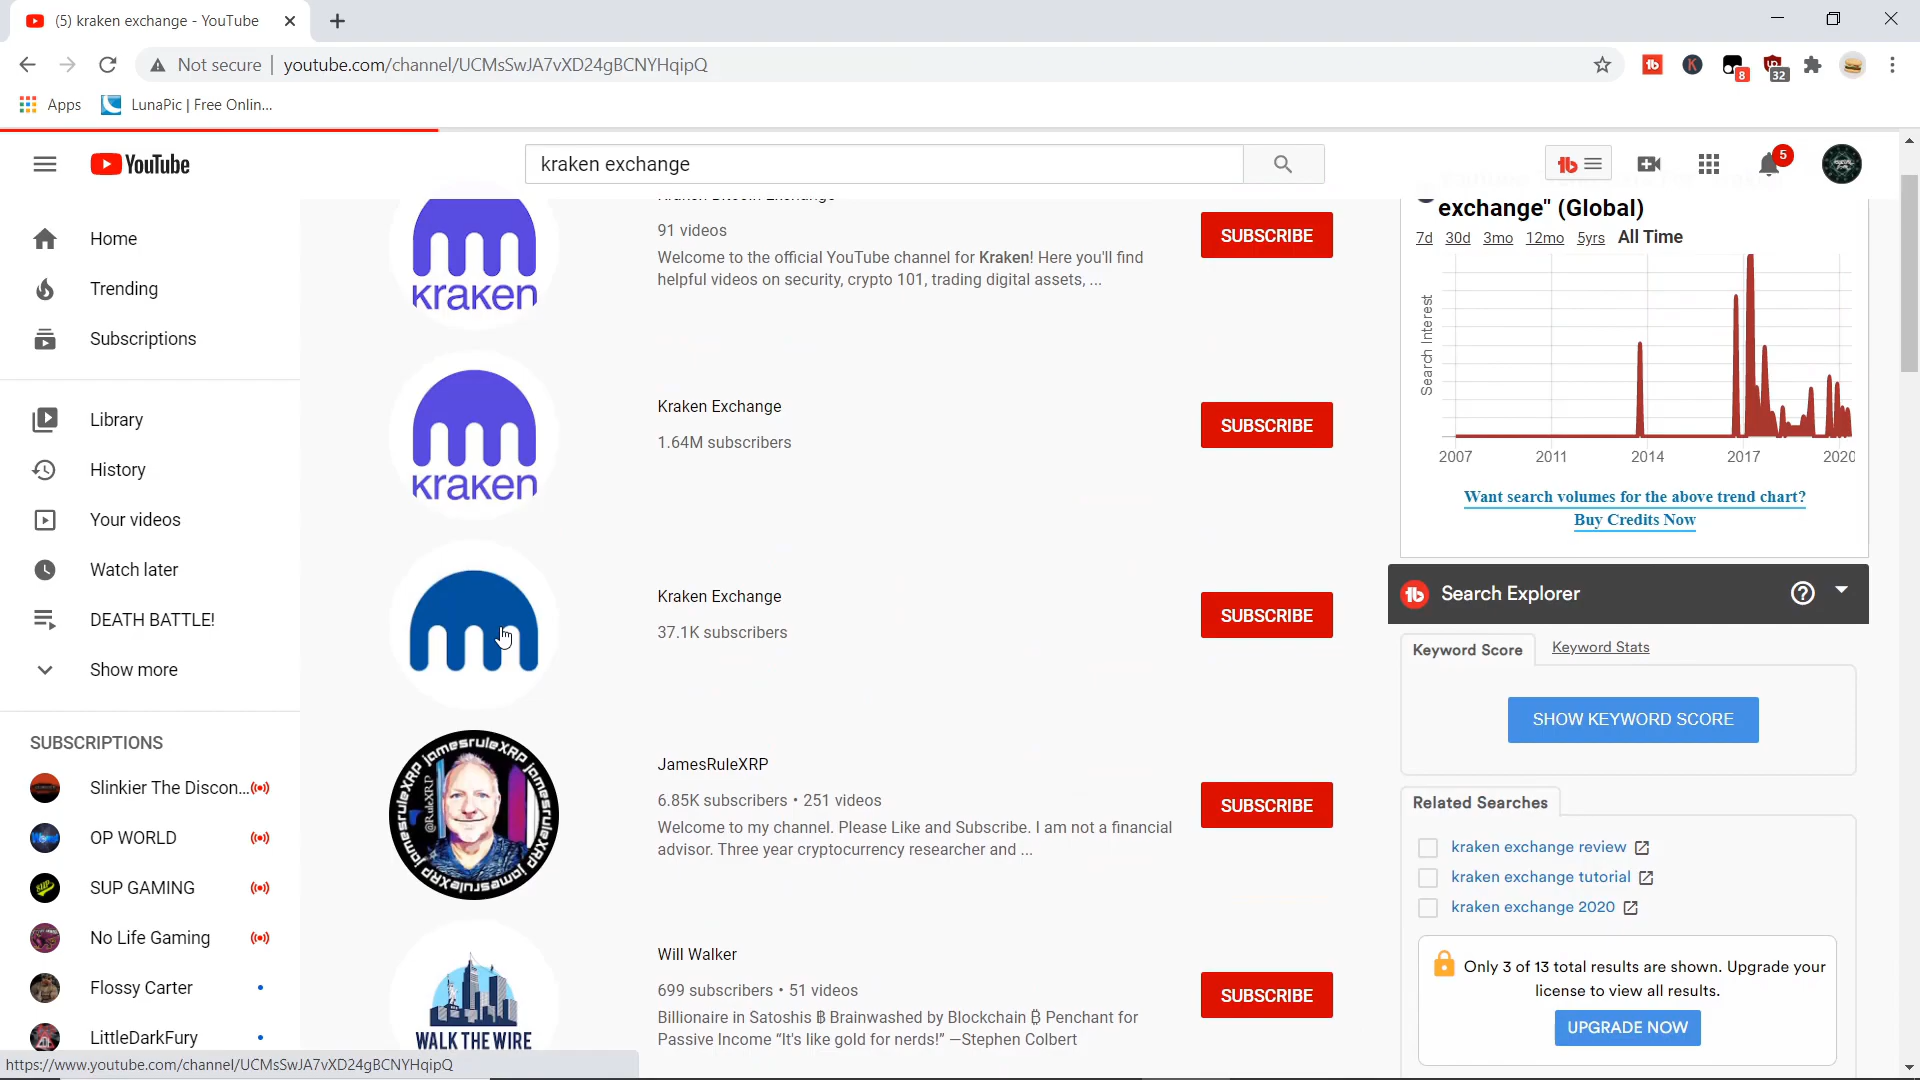 (5) kraken exchange - YouTube
Not secure
youtube.com/channel/UCMsSwJA7vXD24gBCNYHqipQ
8
32
Apps
LunaPic | Free Onlin...
YouTube
kraken exchange
5
Home
Trending
Subscriptions
Library
History
Your videos
Watch later
DEATH BATTLE!
Show more
SUBSCRIPTIONS
Slinkier The Discon...
OP WORLD
SUP GAMING
No Life Gaming
Flossy Carter
LittleDarkFury
https://www.youtube.com/channel/UCMsSwJA7vXD24gBCNYHqipQ
kraken
Kraken Bitcoin Exchange
91 videos
Welcome to the official YouTube channel for Kraken! Here you'll find
helpful videos on security, crypto 101, trading digital assets, ...
SUBSCRIBE
kraken
Kraken Exchange
1.64M subscribers
SUBSCRIBE
Kraken Exchange
37.1K subscribers
SUBSCRIBE
jamesruleXRP jamesruleXRP jamesruleXRP
@RuleXRP
JamesRuleXRP
6.85K subscribers • 251 videos
Welcome to my channel. Please Like and Subscribe. I am not a financial
advisor. Three year cryptocurrency researcher and ...
SUBSCRIBE
WALK THE WIRE
Will Walker
699 subscribers • 51 videos
Billionaire in Satoshis ₿ Brainwashed by Blockchain ₿ Penchant for
Passive Income “It's like gold for nerds!” —Stephen Colbert
SUBSCRIBE
exchange" (Global)
7d 30d 3mo 12mo 5yrs All Time
Search Interest
2007 2011 2014 2017 2020
Want search volumes for the above trend chart?
Buy Credits Now
Search Explorer
Keyword Score
Keyword Stats
SHOW KEYWORD SCORE
Related Searches
kraken exchange review
kraken exchange tutorial
kraken exchange 2020
Only 3 of 13 total results are shown. Upgrade your
license to view all results.
UPGRADE NOW